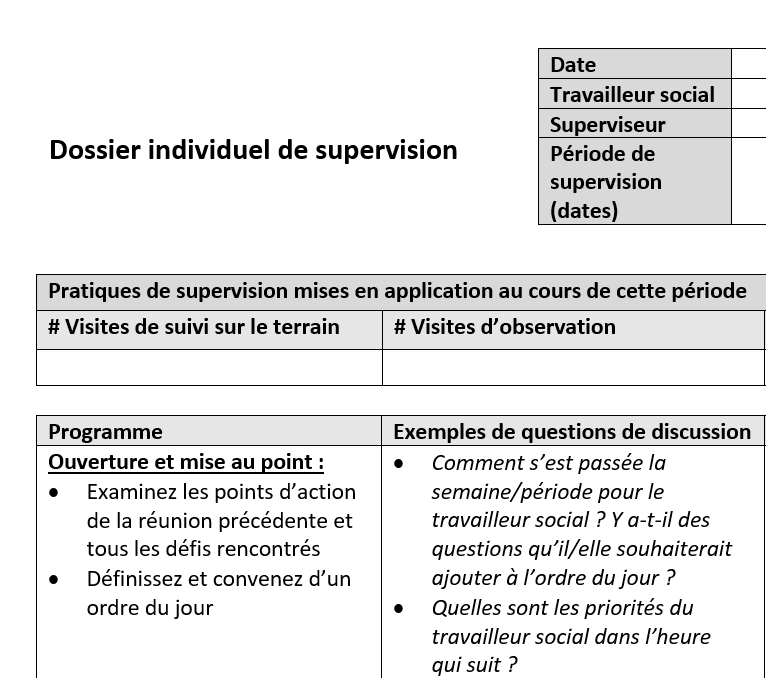 Date
Travailleur social
Superviseur
Dossier individuel de supervision
Période de
supervision
(dates)
Pratiques de supervision mises en application au cours de cette période
# Visites de suivi sur le terrain
# Visites d’observation
Programme
Exemples de questions de discussion
Ouverture et mise au point :
• Examinez les points d’action
de la réunion précédente et
tous les défis rencontrés
• Définissez et convenez d’un
ordre du jour
• Comment s’est passée la
semaine/période pour le
travailleur social ? Y a-t-il des
questions qu’il/elle souhaiterait
ajouter à l’ordre du jour ?
• Quelles sont les priorités du
travailleur social dans l’heure
qui suit ?